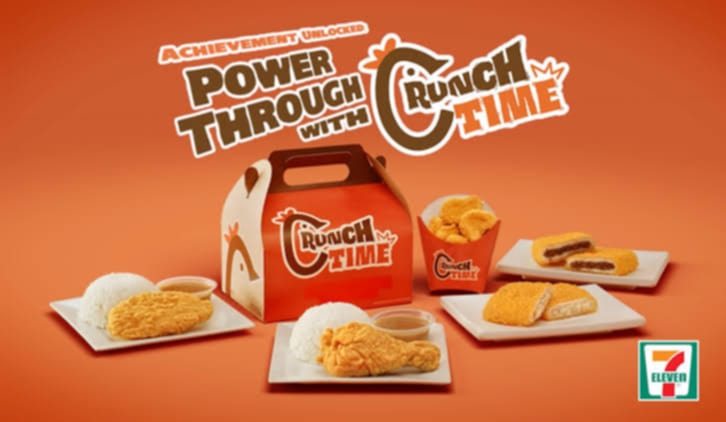 ACHIEVEMENT UNLOCKED
POWER
THROUGH
WITH
CRUNCH
TIME
CRUNCH
TIME
CRUNCH
TIME
7
ELEVEn